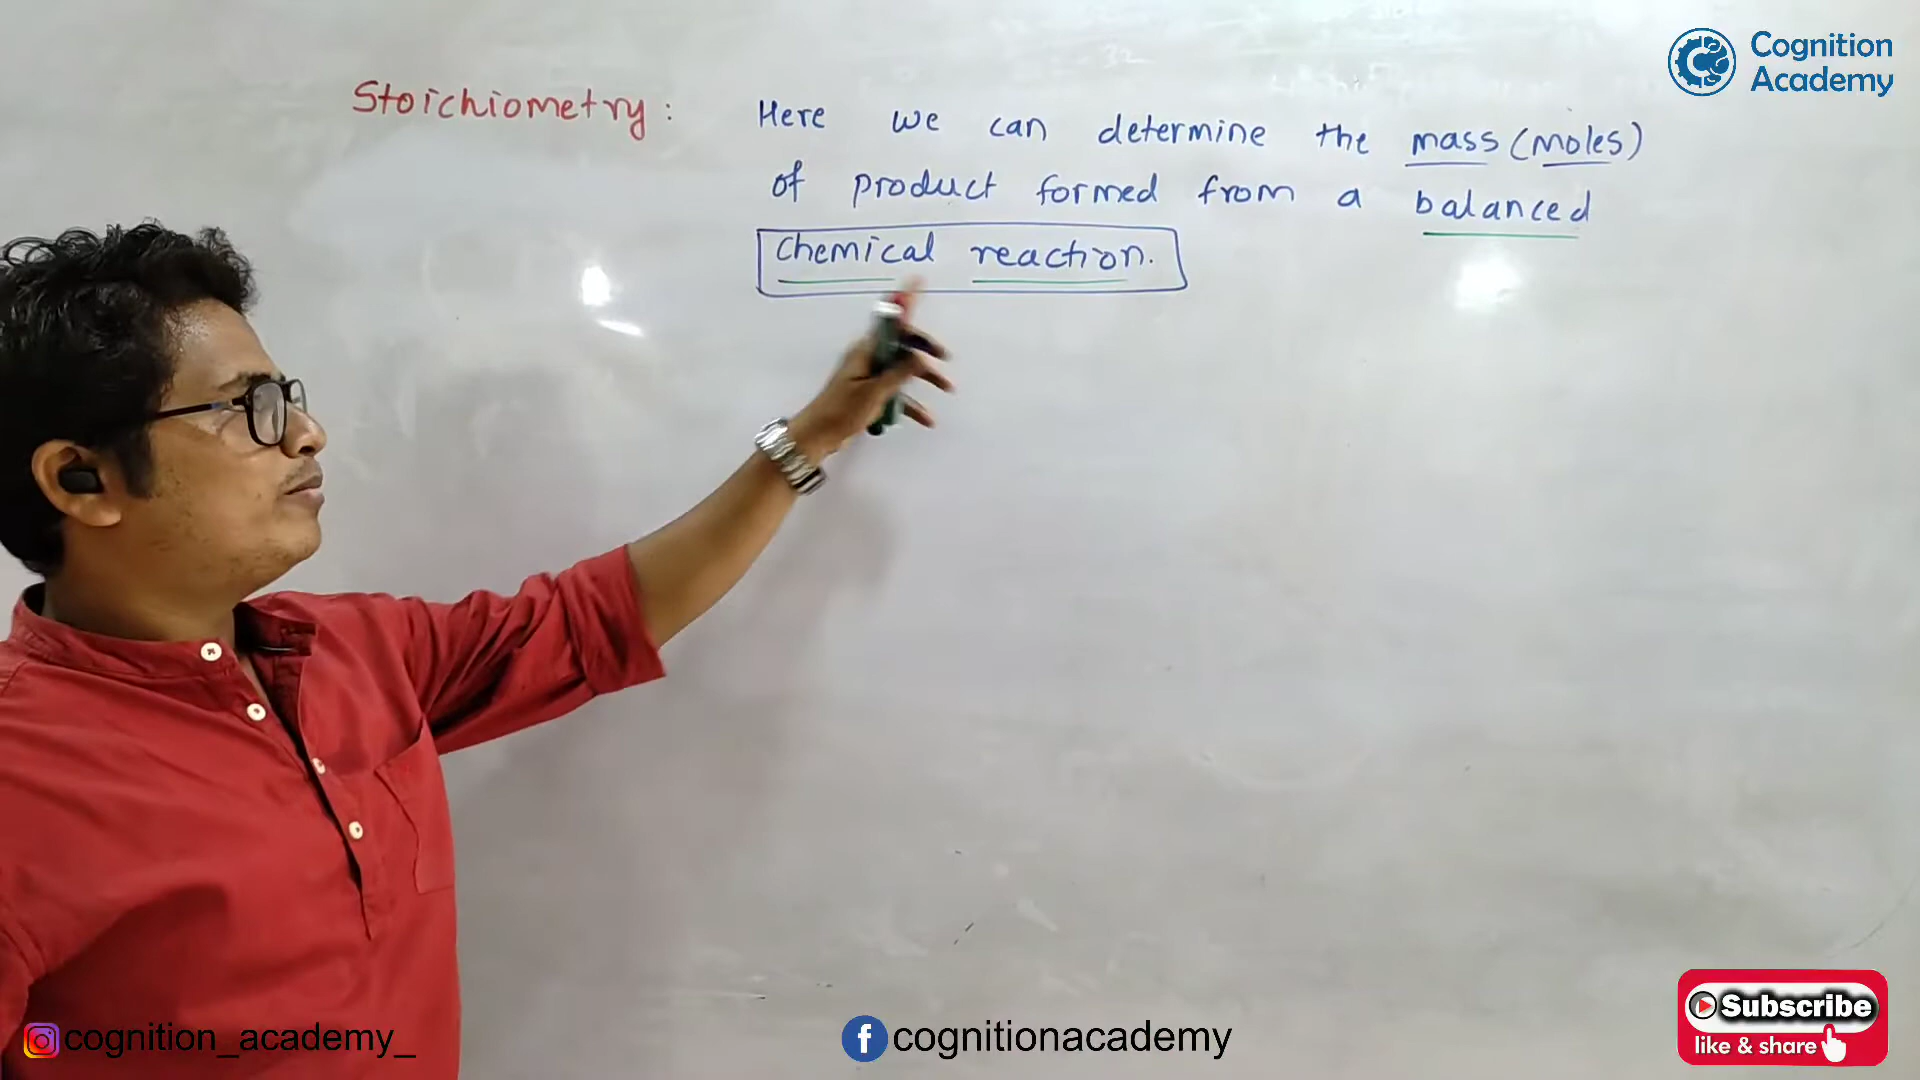 Cognition
Academy
Stoichiometry : Here we can determine the mass (moles)
of product formed from a balanced
chemical reaction.
cognition_academy_
cognitionacademy
Subscribe
like & share